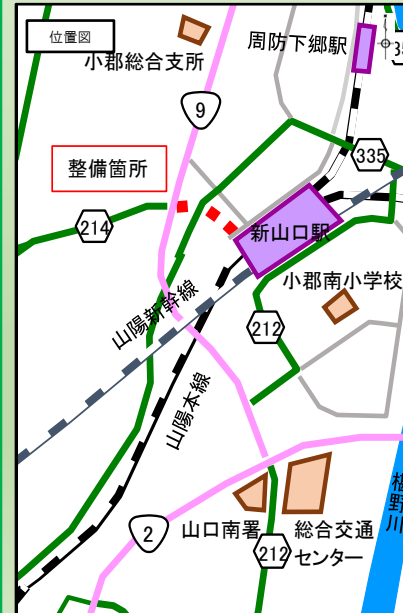 位置図
周防下郷駅
小郡総合支所
9
335
整備箇所
214
新山口駅
小郡南小学校
山陽新幹線
212
山陽本線
椹野川
2
山口南署
総合交通
センター
212